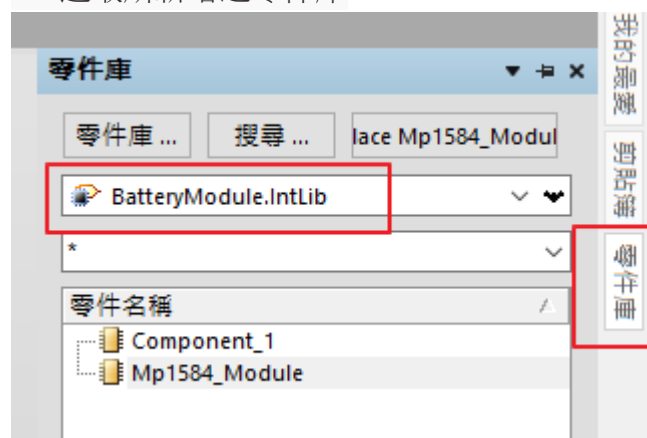 零件庫
零件庫 ...
搜尋 ...
lace Mp1584_Modul
BatteryModule.IntLib
*
零件名稱
Component_1
Mp1584_Module
我的最愛
剪貼簿
零件庫